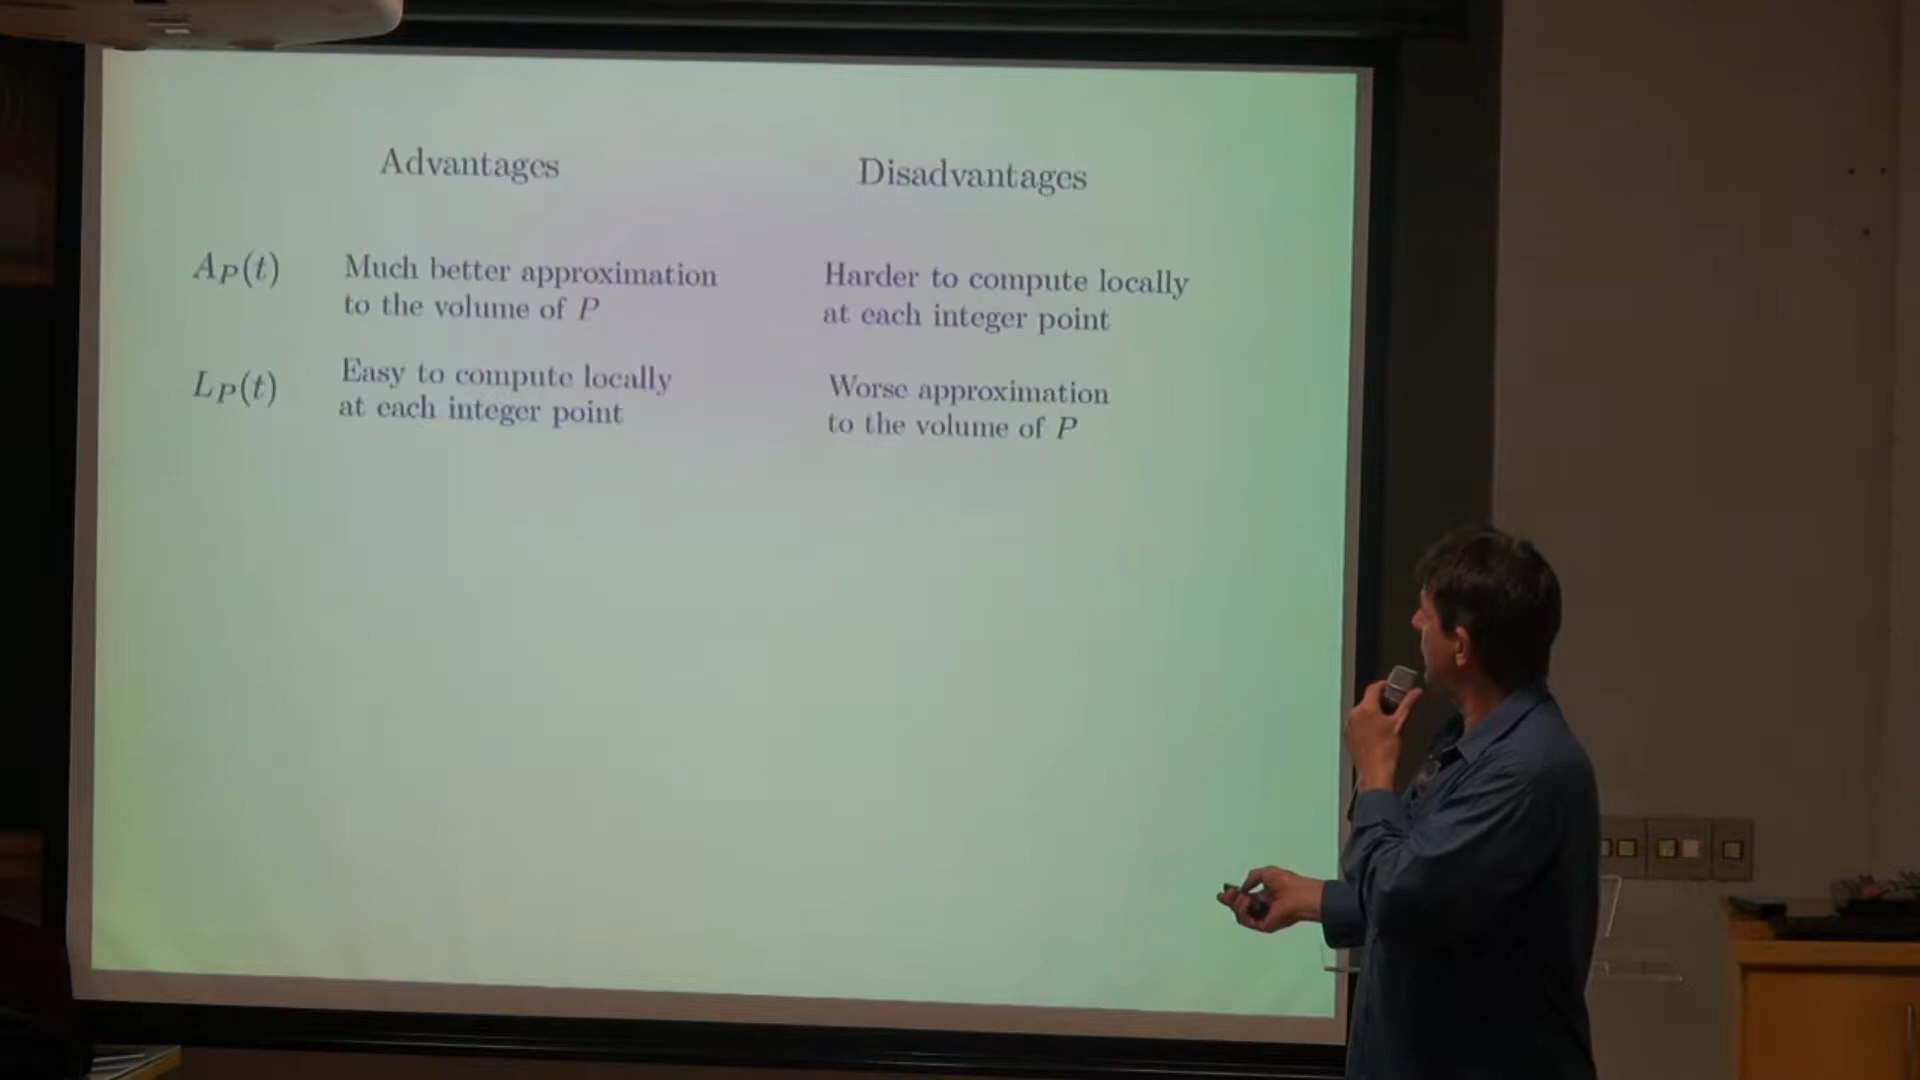 Advantages
Disadvantages
A_P(t)
Much better approximation
to the volume of P
Harder to compute locally
at each integer point
L_P(t)
Easy to compute locally
at each integer point
Worse approximation
to the volume of P